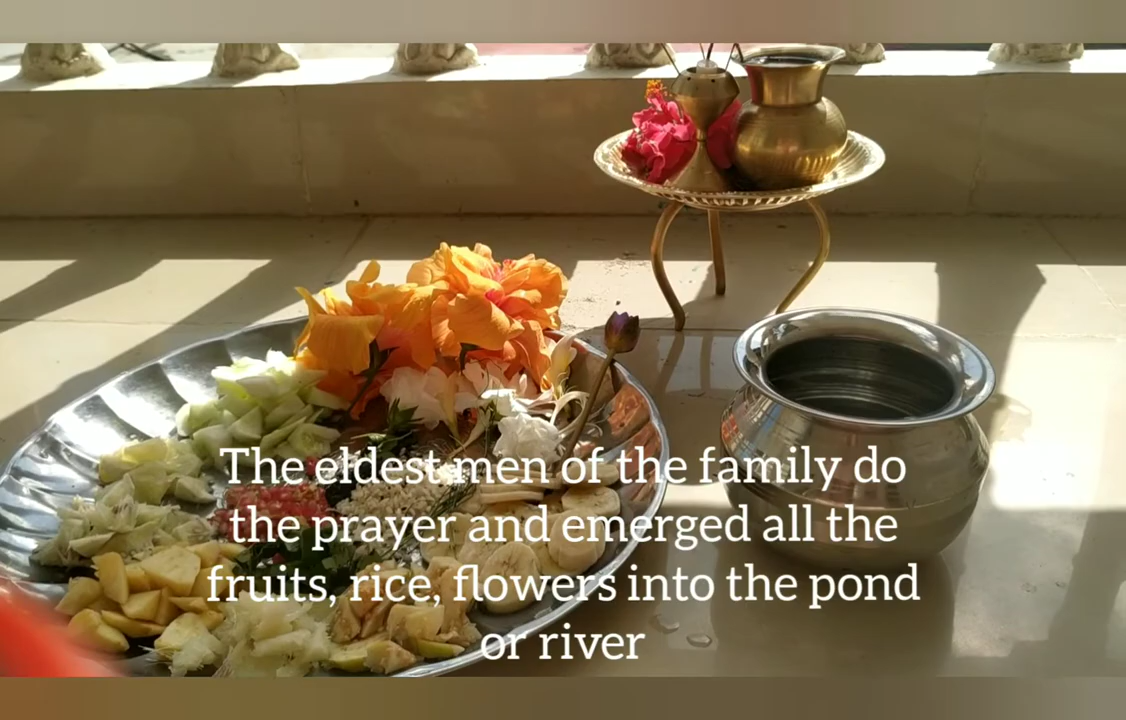 The eldest men of the family do
the prayer and emerged all the
fruits, rice, flowers into the pond
or river